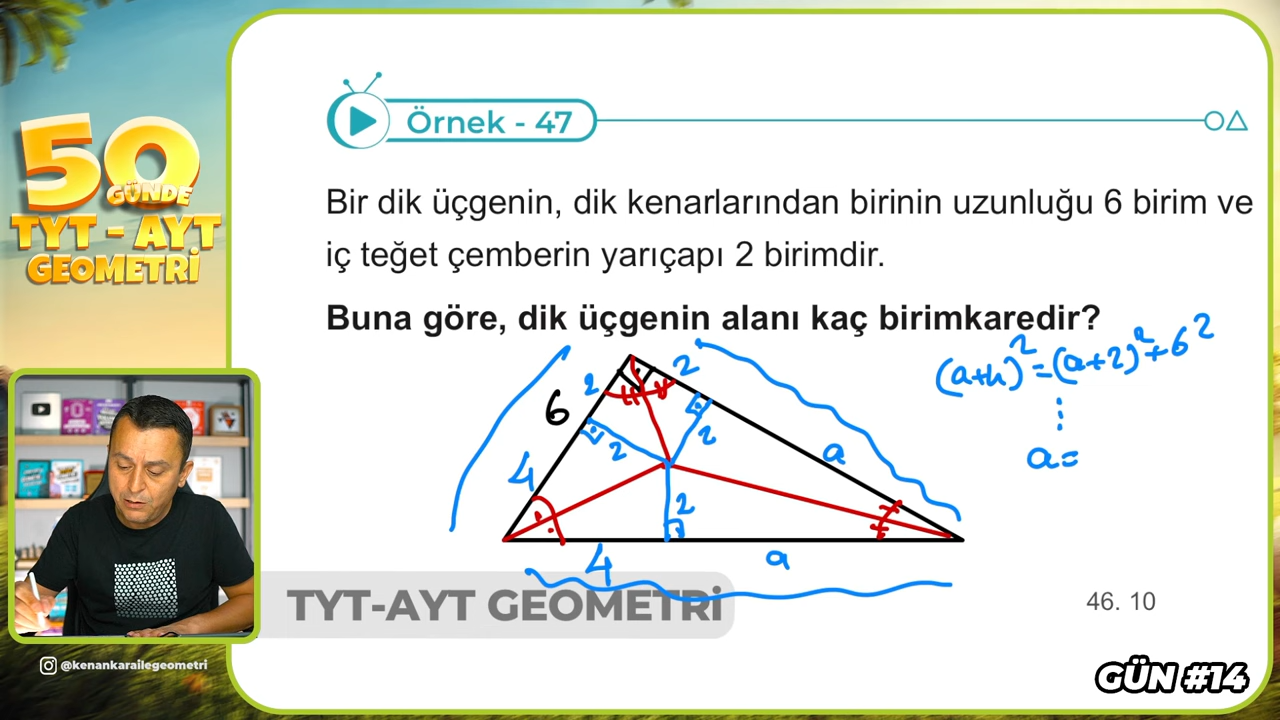 50
GÜNDE
TYT - AYT
GEOMETRİ
Örnek - 47
Bir dik üçgenin, dik kenarlarından birinin uzunluğu 6 birim ve
iç teğet çemberin yarıçapı 2 birimdir.
Buna göre, dik üçgenin alanı kaç birimkaredir?
(a+4)²=(a+2)²+6²
⋮
a=
2
2
6
2
2
4
a
2
4
a
TYT-AYT GEOMETRİ
46. 10
@kenankarailegeometri
GÜN #14